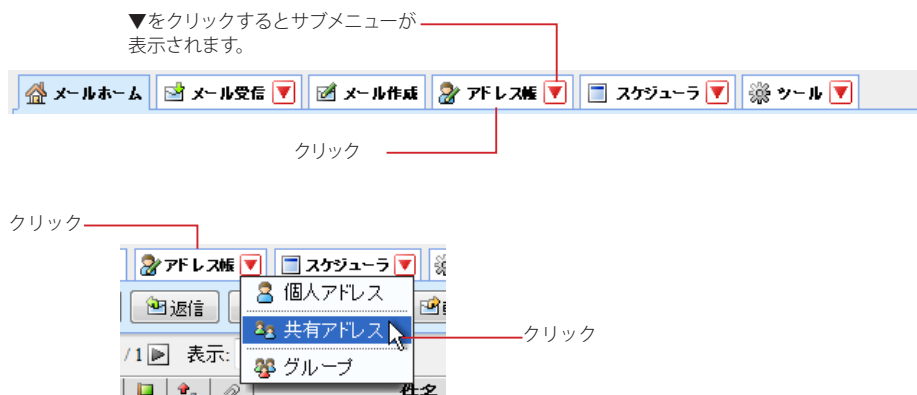 ▼をクリックするとサブメニューが
表示されます。
メールホーム メール受信 ▼ メール作成 アドレス帳 ▼ スケジューラ ▼ ツール ▼
クリック
クリック
アドレス帳 ▼ スケジューラ ▼
返信 個人アドレス
共有アドレス クリック
/1 表示:
グループ
件名